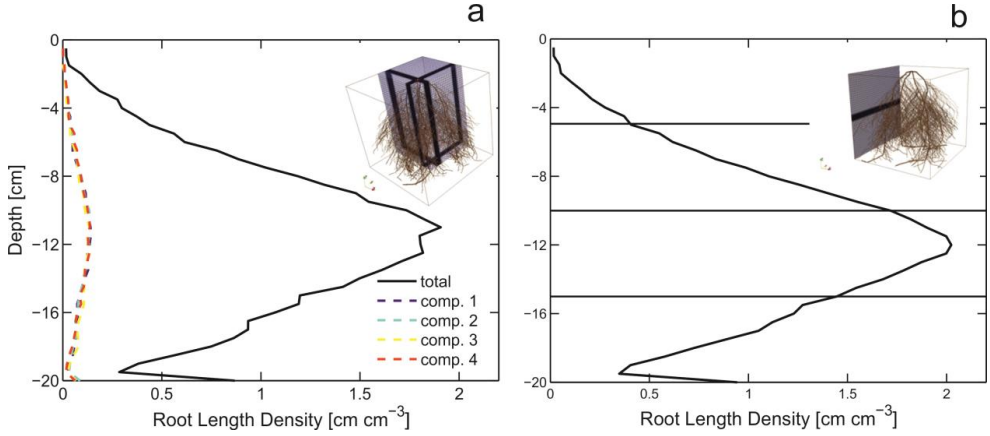 a
b
0
−4
−8
−12
−16
−20
Depth [cm]
total
comp. 1
comp. 2
comp. 3
comp. 4
0 0.5 1 1.5 2
Root Length Density [cm cm⁻³]
0
−4
−8
−12
−16
−20
0 0.5 1 1.5 2
Root Length Density [cm cm⁻³]